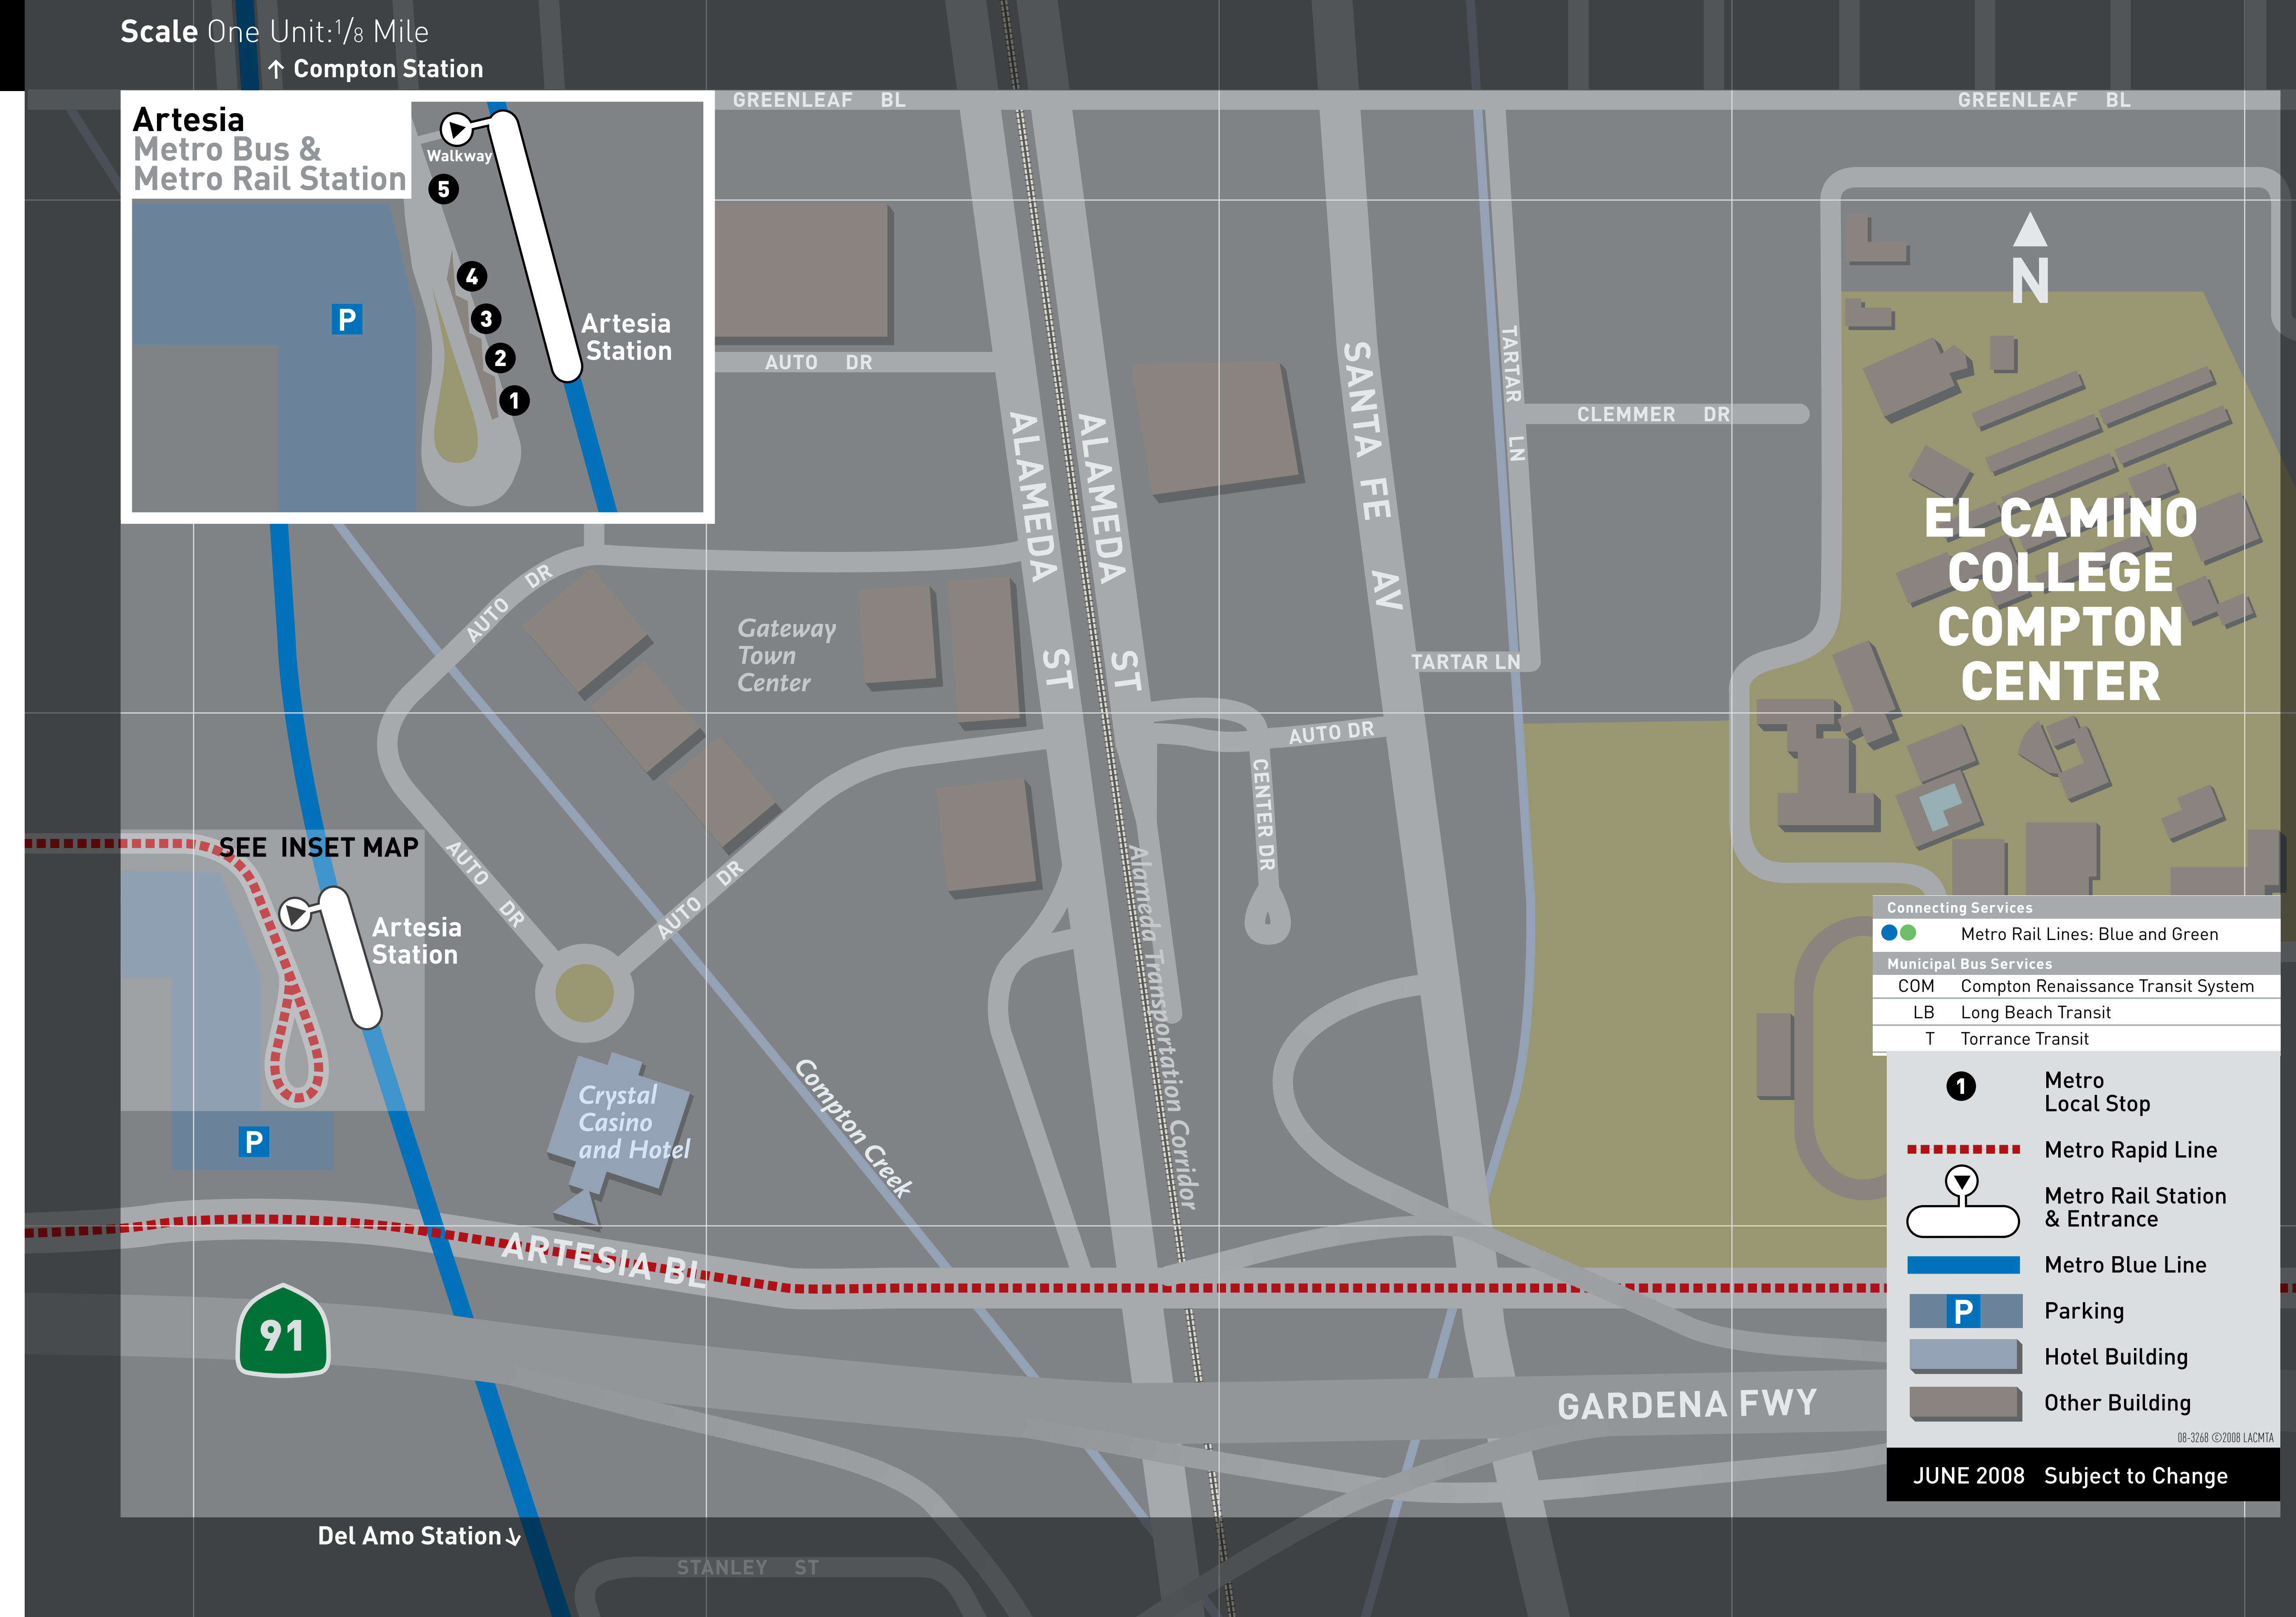 Scale One Unit:1/8 Mile
↑ Compton Station
Artesia
Metro Bus &
Metro Rail Station
Walkway
5
4
3
2
1
P
Artesia
Station
GREENLEAF BL
GREENLEAF BL
N
AUTO DR
ALAMEDA ST
ALAMEDA ST
SANTA FE AV
TARTAR LN
CLEMMER DR
EL CAMINO
COLLEGE
COMPTON
CENTER
AUTO DR
Gateway
Town
Center
TARTAR LN
AUTO DR
CENTER DR
SEE INSET MAP
AUTO DR
AUTO DR
Artesia
Station
Alameda Transportation Corridor
P
Crystal
Casino
and Hotel
Compton Creek
ARTESIA BL
91
GARDENA FWY
Del Amo Station ↓
STANLEY ST
Connecting Services
Metro Rail Lines: Blue and Green
Municipal Bus Services
COM Compton Renaissance Transit System
LB Long Beach Transit
T Torrance Transit
1 Metro
Local Stop
Metro Rapid Line
Metro Rail Station
& Entrance
Metro Blue Line
P Parking
Hotel Building
Other Building
08-3268 ©2008 LACMTA
JUNE 2008 Subject to Change